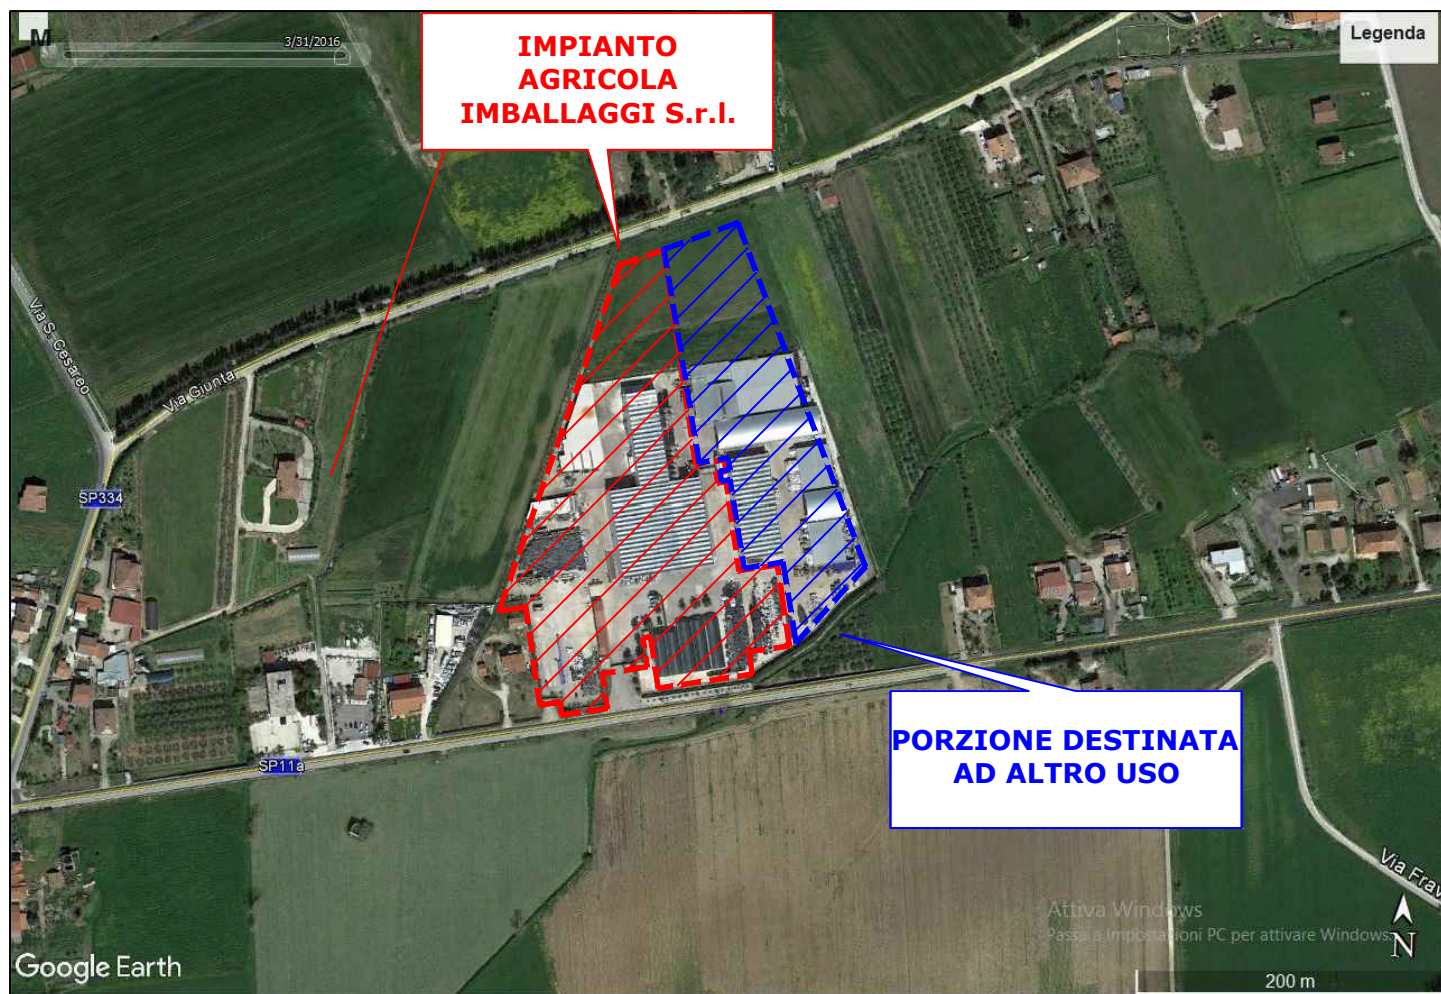 M
3/31/2016
IMPIANTO
AGRICOLA
IMBALLAGGI S.r.l.
Legenda
Via S. Cesareo
Via Giunta
SP334
SP11a
PORZIONE DESTINATA
AD ALTRO USO
Via Frav
Attiva Windows
Passa a Impostazioni PC per attivare Windows.
N
Google Earth
200 m